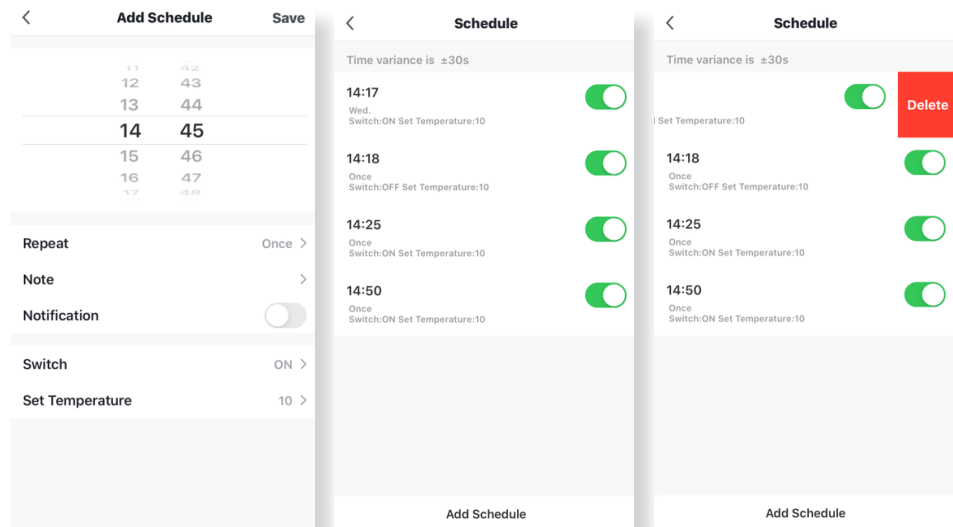 Add Schedule Save
11 42
12 43
13 44
14 45
15 46
16 47
17 48
Repeat Once
Note
Notification
Switch ON
Set Temperature 10
Schedule
Time variance is ±30s
14:17
Wed.
Switch:ON Set Temperature:10
14:18
Once
Switch:OFF Set Temperature:10
14:25
Once
Switch:ON Set Temperature:10
14:50
Once
Switch:ON Set Temperature:10
Add Schedule
Schedule
Time variance is ±30s
Set Temperature:10
Delete
14:18
Once
Switch:OFF Set Temperature:10
14:25
Once
Switch:ON Set Temperature:10
14:50
Once
Switch:ON Set Temperature:10
Add Schedule